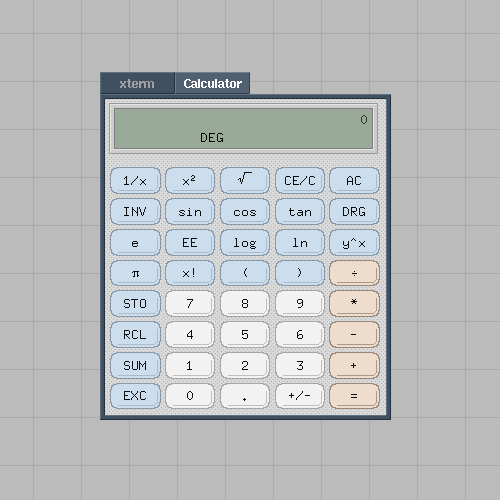 xterm Calculator
0
DEG
1/x x² √ CE/C AC
INV sin cos tan DRG
e EE log ln y^x
π x! ( ) ÷
STO 7 8 9 *
RCL 4 5 6 -
SUM 1 2 3 +
EXC 0 . +/- =